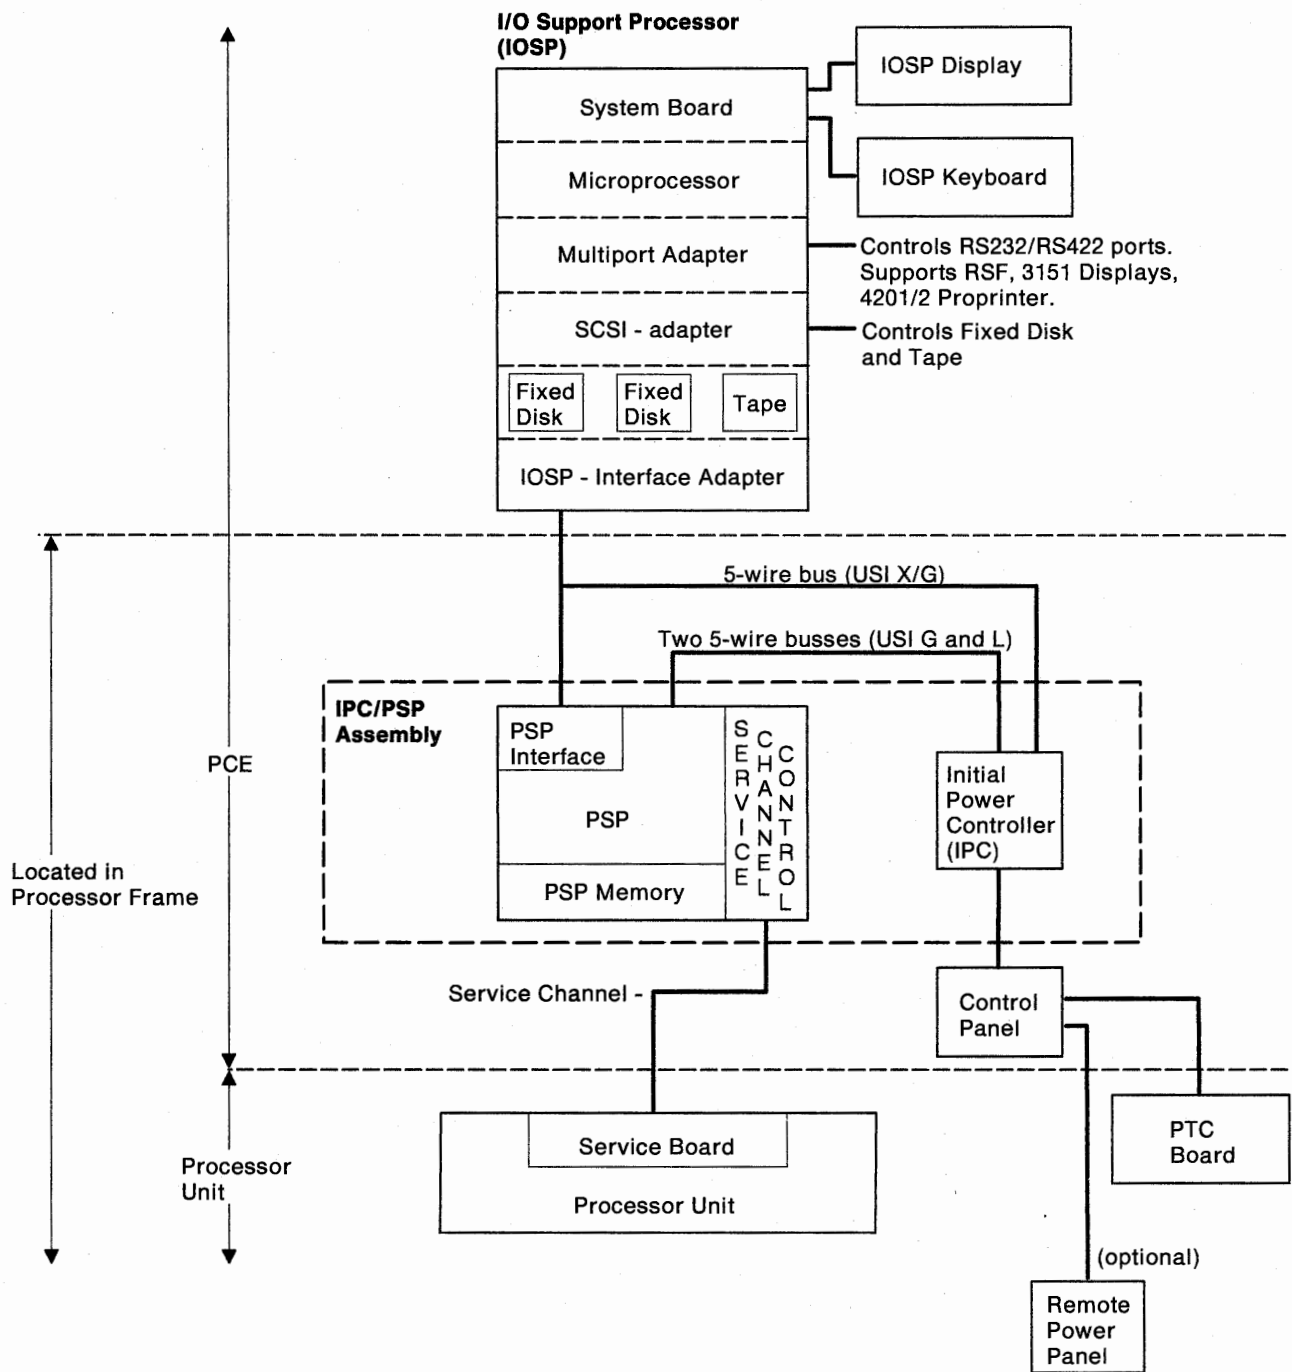 I/O Support Processor
(IOSP)
IOSP Display
System Board
Microprocessor
IOSP Keyboard
Multiport Adapter
Controls RS232/RS422 ports.
Supports RSF, 3151 Displays,
4201/2 Proprinter.
SCSI - adapter
Controls Fixed Disk
and Tape
Fixed
Disk
Fixed
Disk
Tape
IOSP - Interface Adapter
5-wire bus (USI X/G)
Two 5-wire busses (USI G and L)
IPC/PSP
Assembly
PSP
Interface
SERVICE
CHANNEL
CONTROL
PCE
PSP
Initial
Power
Controller
(IPC)
Located in
Processor Frame
PSP Memory
Service Channel -
Control
Panel
Service Board
PTC
Board
Processor
Unit
Processor Unit
(optional)
Remote
Power
Panel